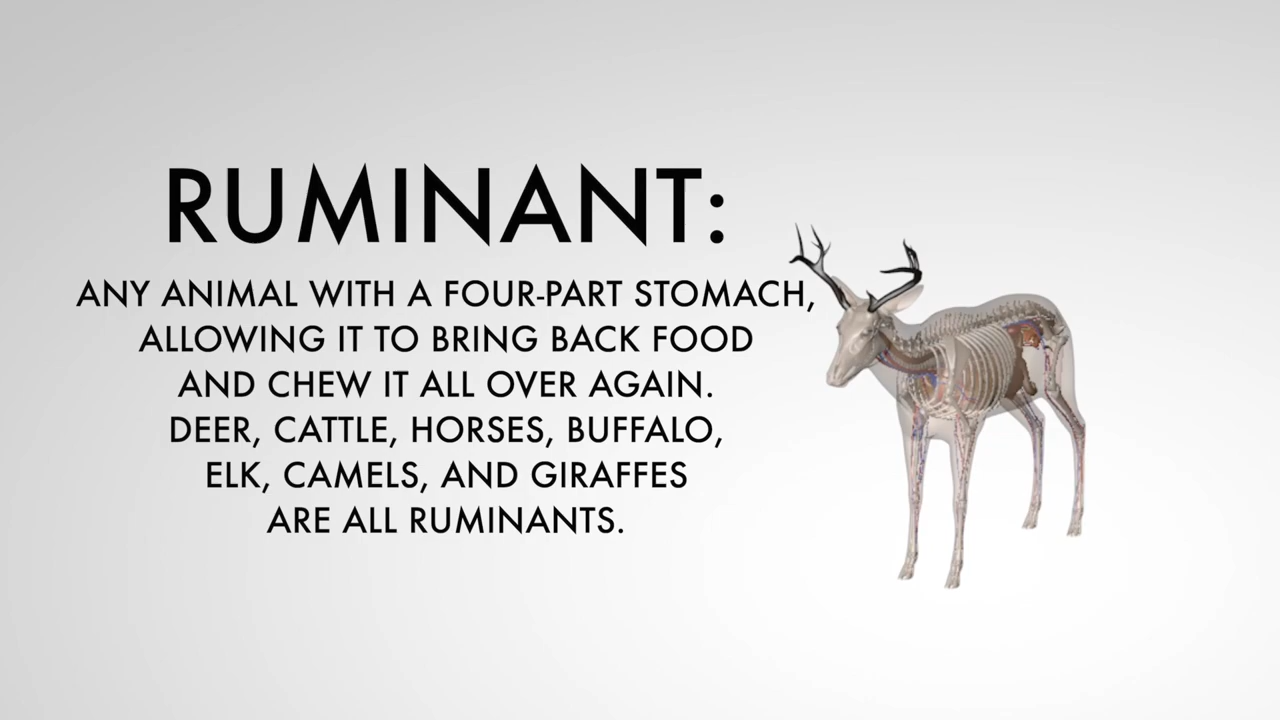 RUMINANT:
ANY ANIMAL WITH A FOUR-PART STOMACH,
ALLOWING IT TO BRING BACK FOOD
AND CHEW IT ALL OVER AGAIN.
DEER, CATTLE, HORSES, BUFFALO,
ELK, CAMELS, AND GIRAFFES
ARE ALL RUMINANTS.